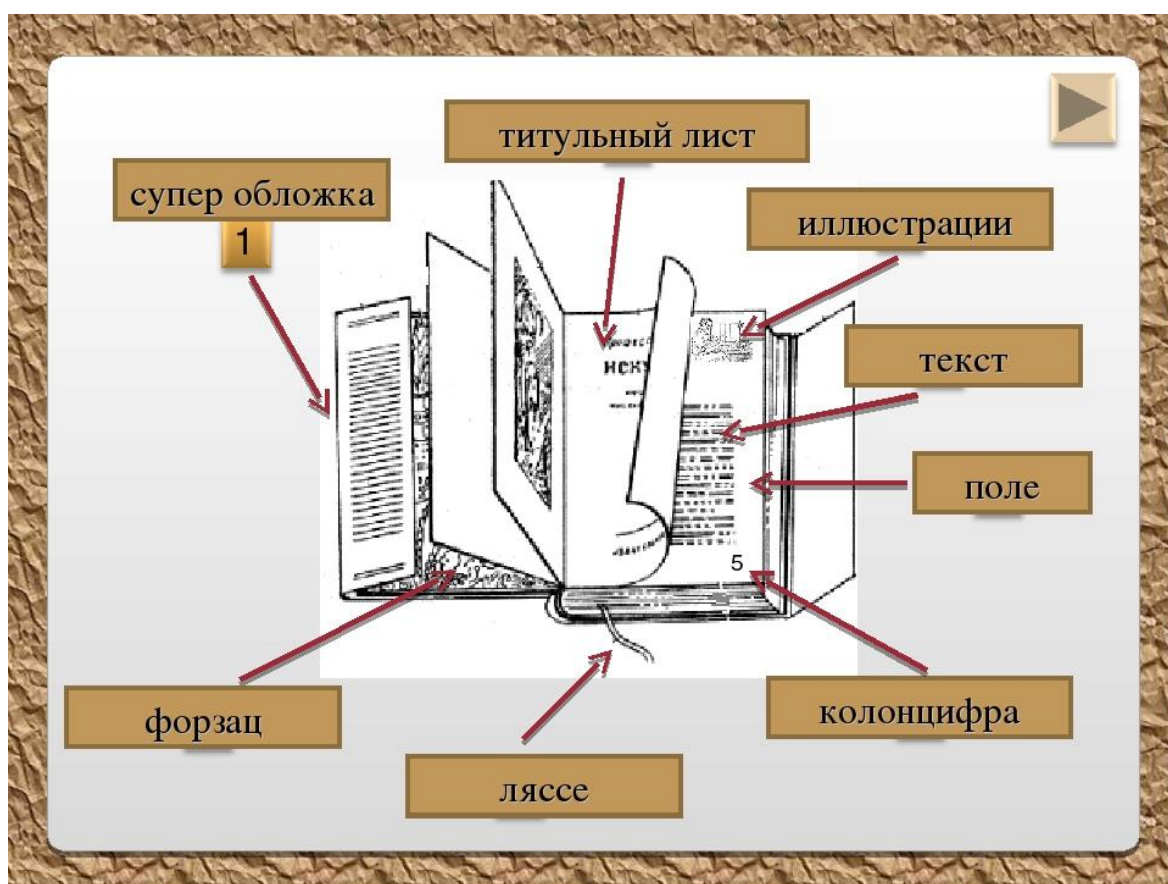 титульный лист
супер обложка
1
иллюстрации
текст
поле
5
колонцифра
форзац
ляссе